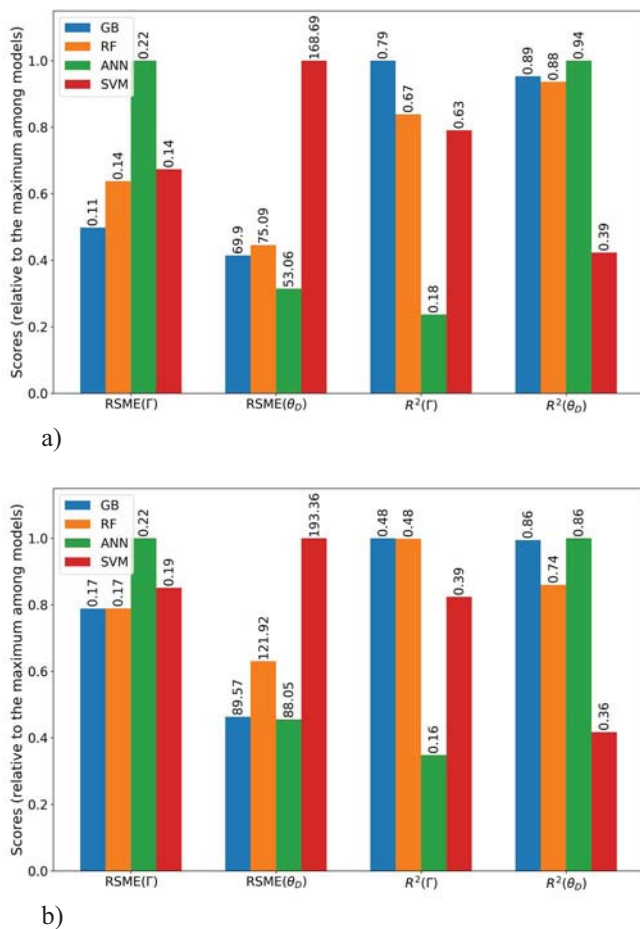 GB
RF
ANN
SVM
Scores (relative to the maximum among models)
1.0
0.8
0.6
0.4
0.2
0.0
0.11
0.14
0.22
0.14
69.9
75.09
53.06
168.69
0.79
0.67
0.18
0.63
0.89
0.88
0.94
0.39
RSME(Γ)
RSME(θ_D)
R²(Γ)
R²(θ_D)
a)
GB
RF
ANN
SVM
Scores (relative to the maximum among models)
1.0
0.8
0.6
0.4
0.2
0.0
0.17
0.17
0.22
0.19
89.57
121.92
88.05
193.36
0.48
0.48
0.16
0.39
0.86
0.74
0.86
0.36
RSME(Γ)
RSME(θ_D)
R²(Γ)
R²(θ_D)
b)